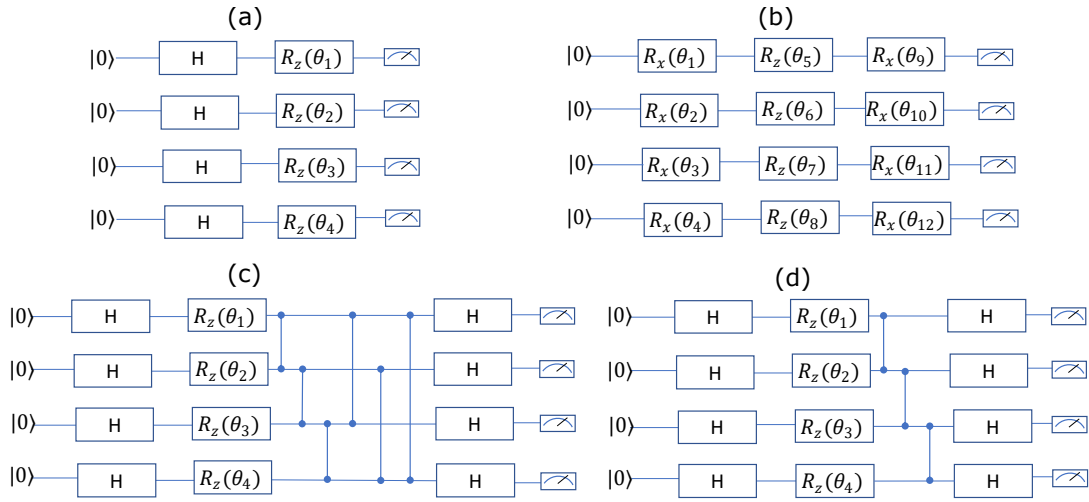 (a) (b)
|0⟩ H R_z(θ_1) |0⟩ R_x(θ_1) R_z(θ_5) R_x(θ_9)
|0⟩ H R_z(θ_2) |0⟩ R_x(θ_2) R_z(θ_6) R_x(θ_10)
|0⟩ H R_z(θ_3) |0⟩ R_x(θ_3) R_z(θ_7) R_x(θ_11)
|0⟩ H R_z(θ_4) |0⟩ R_x(θ_4) R_z(θ_8) R_x(θ_12)
(c) (d)
|0⟩ H R_z(θ_1) H |0⟩ H R_z(θ_1) H
|0⟩ H R_z(θ_2) H |0⟩ H R_z(θ_2) H
|0⟩ H R_z(θ_3) H |0⟩ H R_z(θ_3) H
|0⟩ H R_z(θ_4) H |0⟩ H R_z(θ_4) H